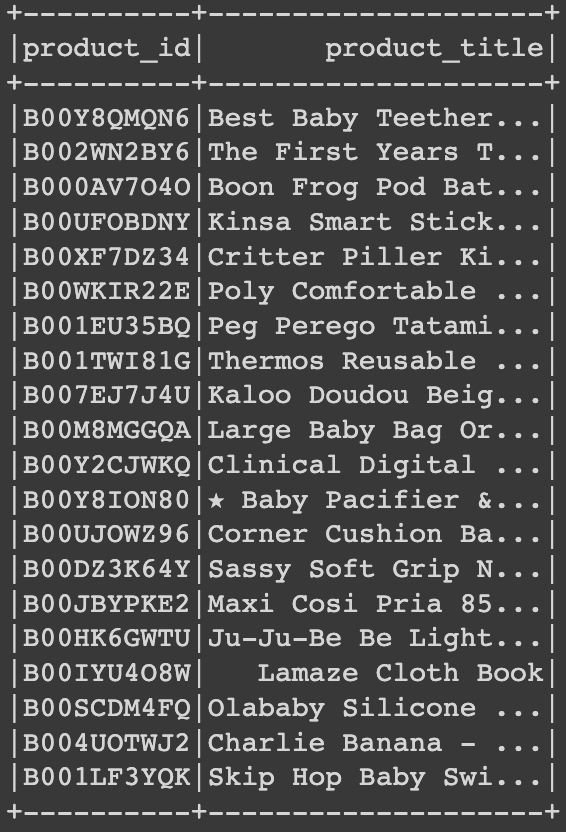 +----------+--------------------+
|product_id|       product_title|
+----------+--------------------+
|B00Y8QMQN6|Best Baby Teether...|
|B002WN2BY6|The First Years T...|
|B000AV7O4O|Boon Frog Pod Bat...|
|B00UFOBDNY|Kinsa Smart Stick...|
|B00XF7DZ34|Critter Piller Ki...|
|B00WKIR22E|Poly Comfortable ...|
|B001EU35BQ|Peg Perego Tatami...|
|B001TWI81G|Thermos Reusable ...|
|B007EJ7J4U|Kaloo Doudou Beig...|
|B00M8MGGQA|Large Baby Bag Or...|
|B00Y2CJWKQ|Clinical Digital ...|
|B00Y8ION80|★ Baby Pacifier &...|
|B00UJOWZ96|Corner Cushion Ba...|
|B00DZ3K64Y|Sassy Soft Grip N...|
|B00JBYPKE2|Maxi Cosi Pria 85...|
|B00HK6GWTU|Ju-Ju-Be Be Light...|
|B00IYU4O8W|   Lamaze Cloth Book|
|B00SCDM4FQ|Olababy Silicone ...|
|B004UOTWJ2|Charlie Banana - ...|
|B001LF3YQK|Skip Hop Baby Swi...|
+----------+--------------------+